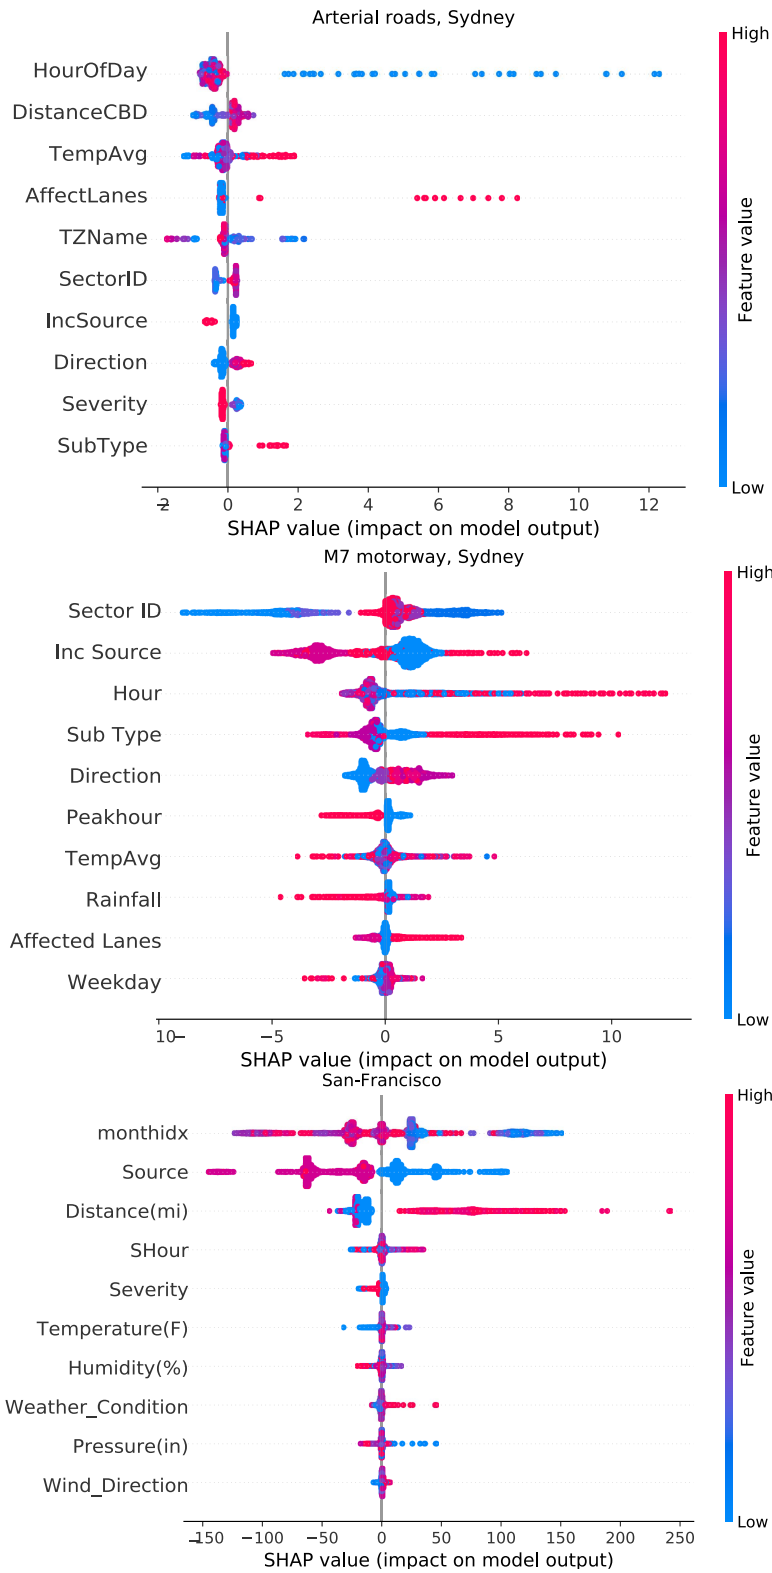 Arterial roads, Sydney
High
HourOfDay
DistanceCBD
TempAvg
AffectLanes
TZName
SectorID
IncSource
Direction
Severity
SubType
Feature value
Low
−2 0 2 4 6 8 10 12
SHAP value (impact on model output)
M7 motorway, Sydney
High
Sector ID
Inc Source
Hour
Sub Type
Direction
Peakhour
TempAvg
Rainfall
Affected Lanes
Weekday
Feature value
Low
10− −5 0 5 10
SHAP value (impact on model output)
San-Francisco
High
monthidx
Source
Distance(mi)
SHour
Severity
Temperature(F)
Humidity(%)
Weather_Condition
Pressure(in)
Wind_Direction
Feature value
Low
−150 −100 −50 0 50 100 150 200 250
SHAP value (impact on model output)